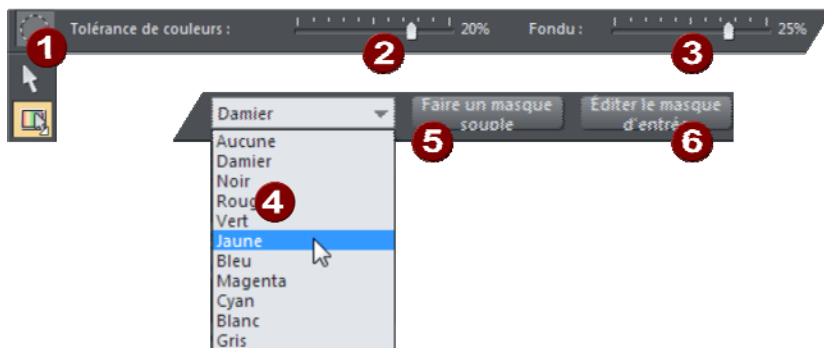 1
Tolérance de couleurs :
2
20%
Fondu :
3
25%
Damier
Faire un masque
souple
5
Éditer le masque
6
Aucune
Damier
Noir
4
Vert
Jaune
Bleu
Magenta
Cyan
Blanc
Gris